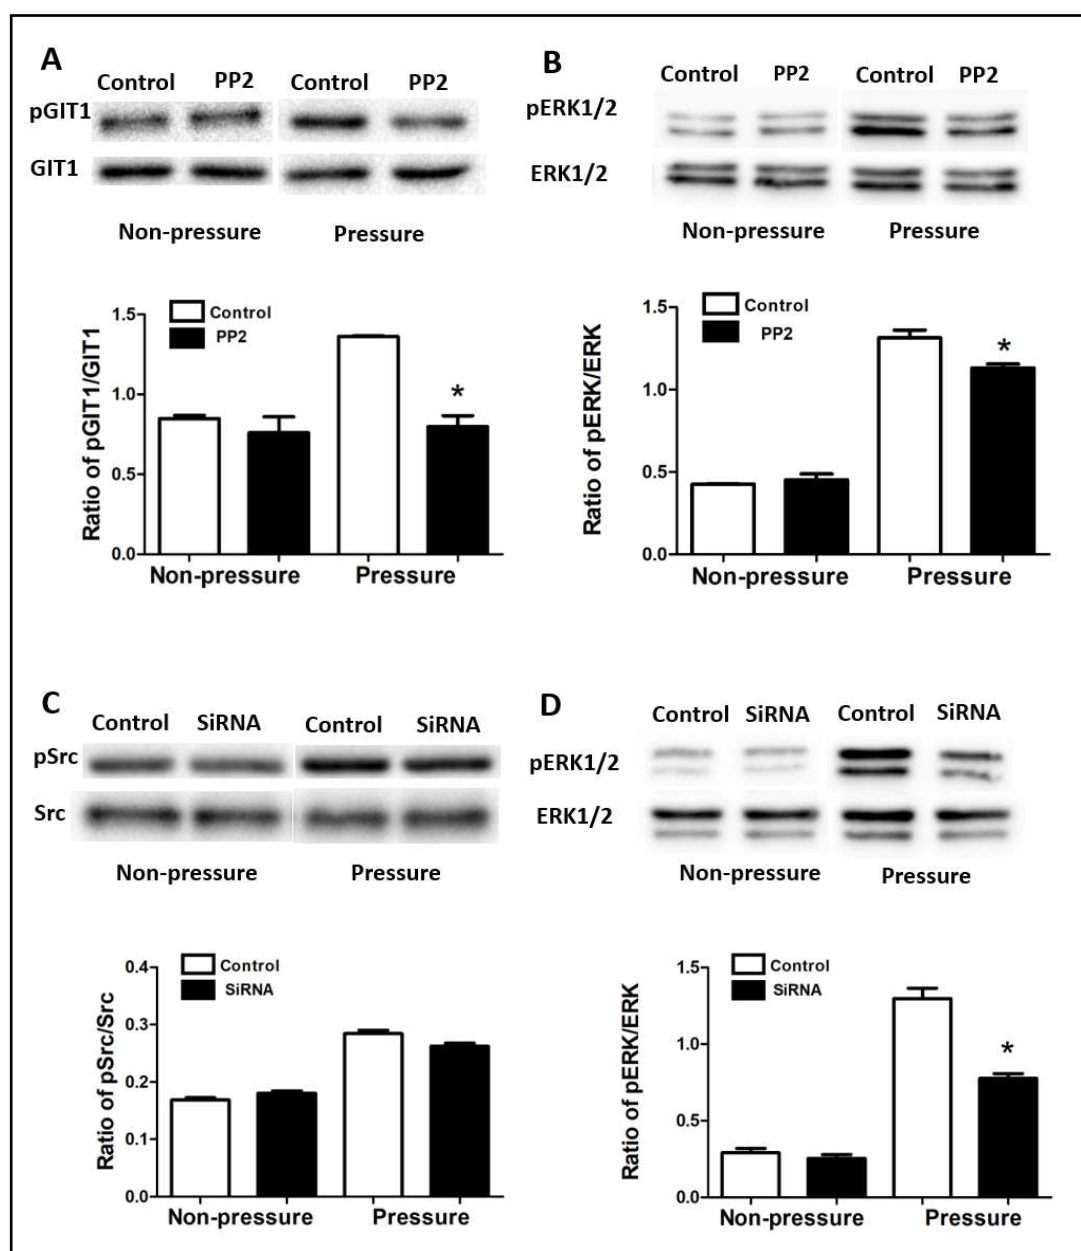 A
Control PP2 Control PP2
pGIT1
GIT1
Non-pressure Pressure
1.5
1.0
0.5
0.0
Ratio of pGIT1/GIT1
Control
PP2
*
Non-pressure Pressure
B
Control PP2 Control PP2
pERK1/2
ERK1/2
Non-pressure Pressure
1.5
1.0
0.5
0.0
Ratio of pERK/ERK
Control
PP2
*
Non-pressure Pressure
C
Control SiRNA Control SiRNA
pSrc
Src
Non-pressure Pressure
0.4
0.3
0.2
0.1
0.0
Ratio of pSrc/Src
Control
SiRNA
Non-pressure Pressure
D
Control SiRNA Control SiRNA
pERK1/2
ERK1/2
Non-pressure Pressure
1.5
1.0
0.5
0.0
Ratio of pERK/ERK
Control
SiRNA
*
Non-pressure Pressure